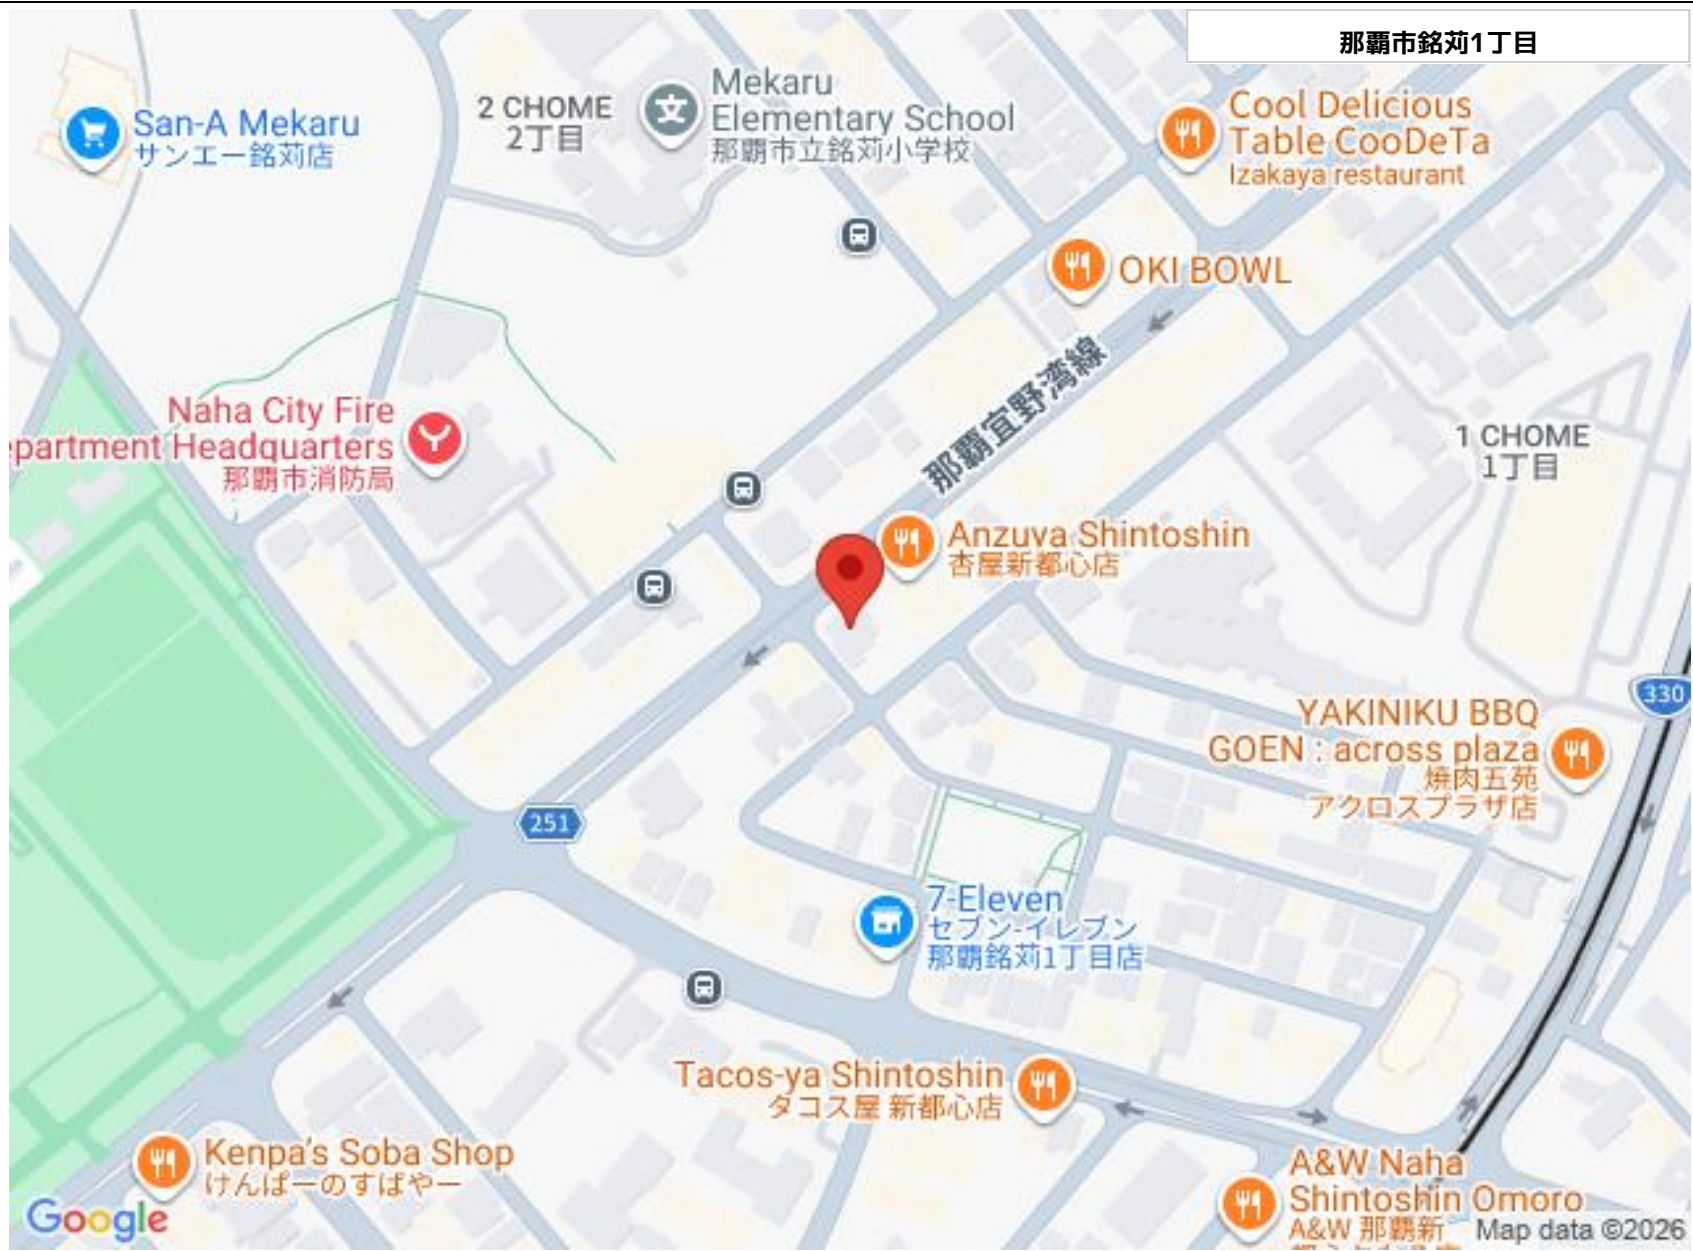 那覇市銘苅1丁目
San-A Mekaru
サンエー銘苅店
2 CHOME
2丁目
Mekaru
Elementary School
那覇市立銘苅小学校
Cool Delicious
Table CooDeTa
Izakaya restaurant
OKI BOWL
那覇宜野湾線
Naha City Fire
epartment Headquarters
那覇市消防局
1 CHOME
1丁目
Anzuya Shintoshin
杏屋新都心店
330
YAKINIKU BBQ
GOEN : across plaza
焼肉五苑
アクロスプラザ店
251
7-Eleven
セブン-イレブン
那覇銘苅1丁目店
Tacos-ya Shintoshin
タコス屋 新都心店
Kenpa's Soba Shop
けんぱーのすばやー
A&W Naha
Shintoshin Omoro
A&W 那覇新
Google
Map data ©2026